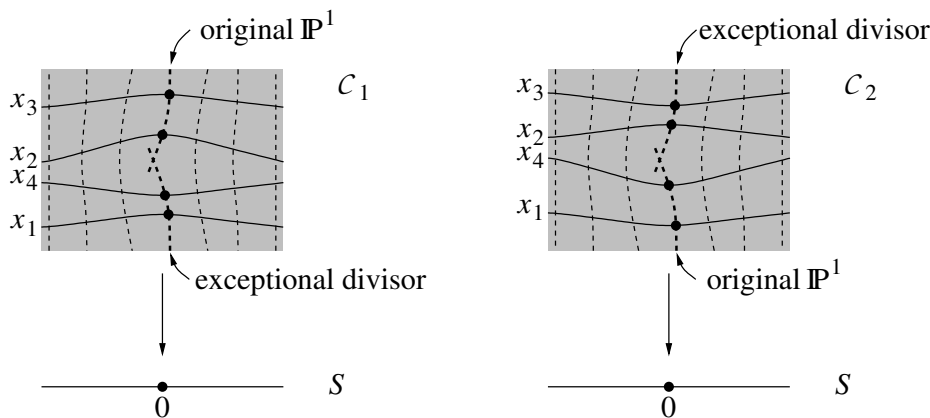 original ℙ¹
x₃
x₂
x₄
x₁
𝒞₁
exceptional divisor
S
0
exceptional divisor
x₃
x₂
x₄
x₁
𝒞₂
original ℙ¹
S
0